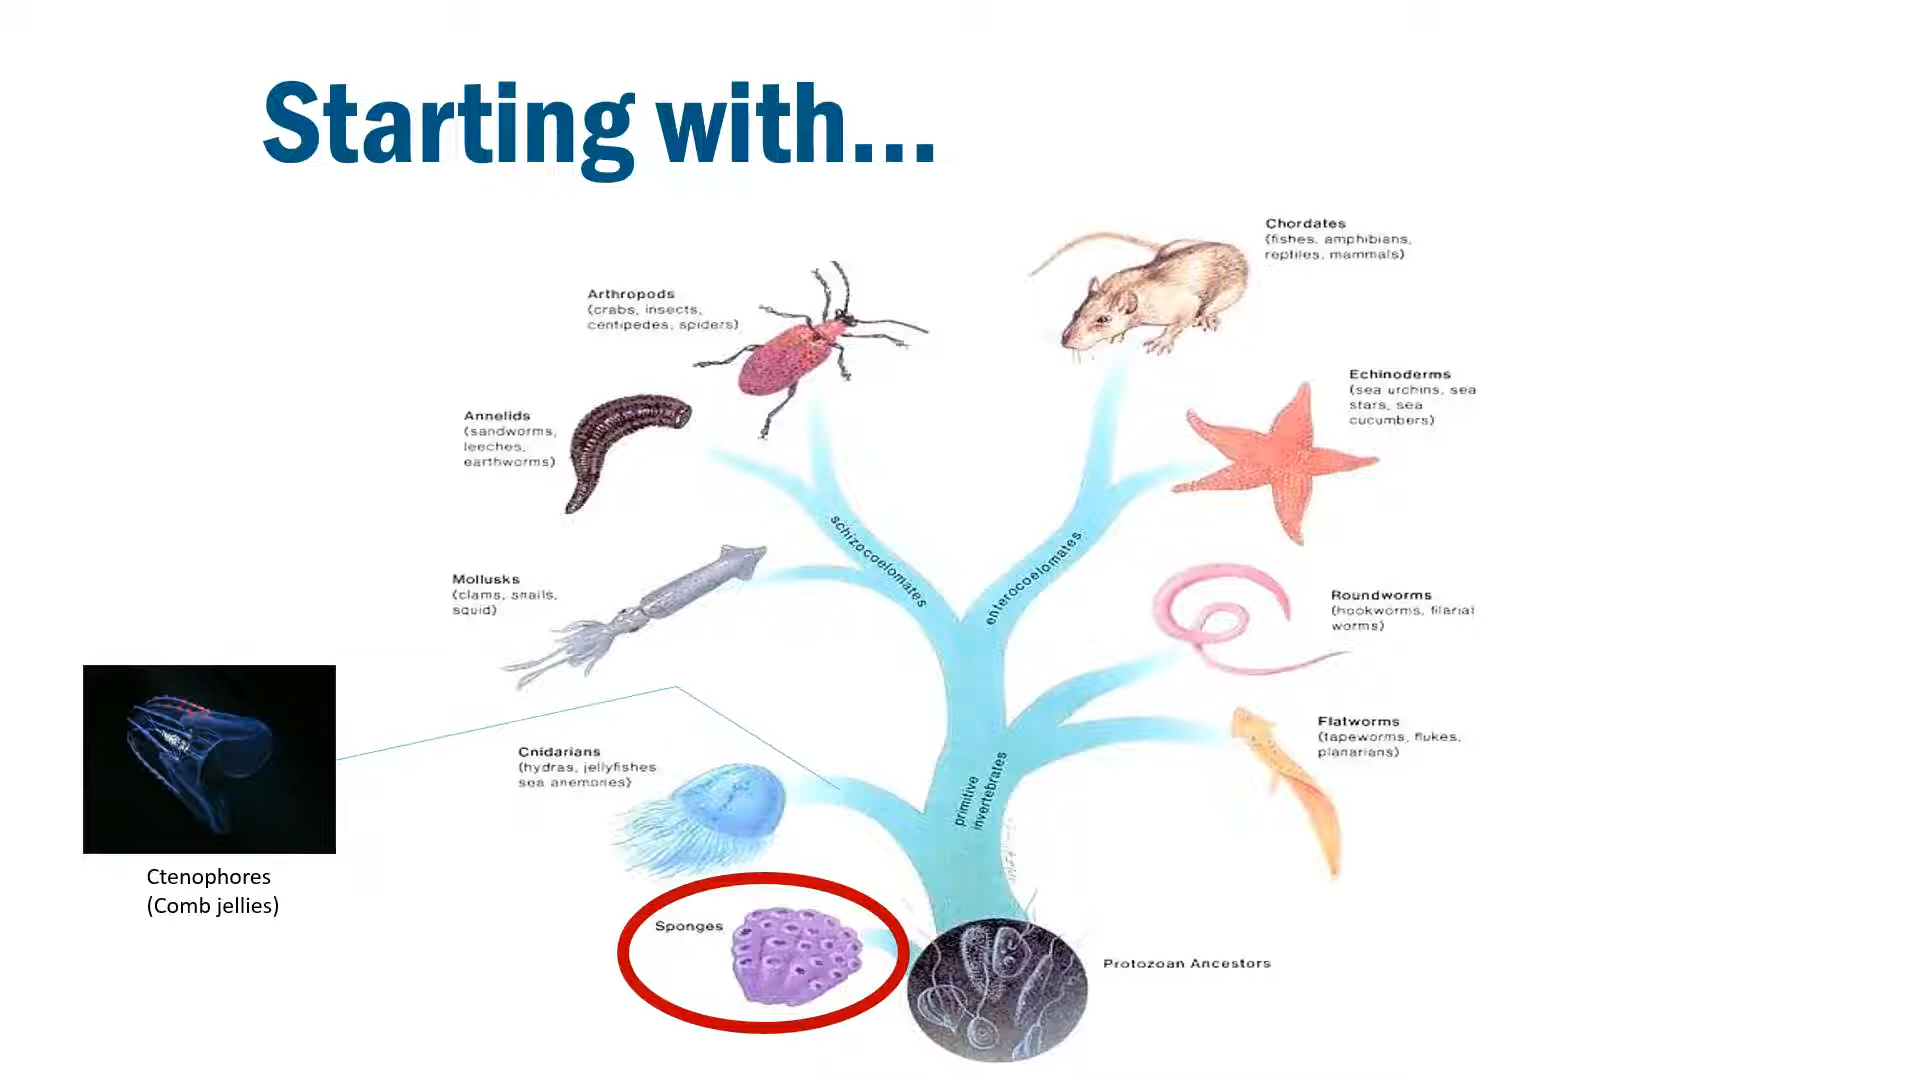 Starting with...
Chordates
(fishes, amphibians,
reptiles, mammals)
Arthropods
(crabs, insects,
centipedes, spiders)
Echinoderms
(sea urchins, sea
stars, sea
cucumbers)
Annelids
(sandworms,
leeches,
earthworms)
schizocoelomates
enterocoelomates
Mollusks
(clams, snails,
squid)
Roundworms
(hookworms, filarial
worms)
Flatworms
(tapeworms, flukes,
planarians)
Cnidarians
(hydras, jellyfishes
sea anemones)
primitive
invertebrates
Ctenophores
(Comb jellies)
Sponges
Protozoan Ancestors